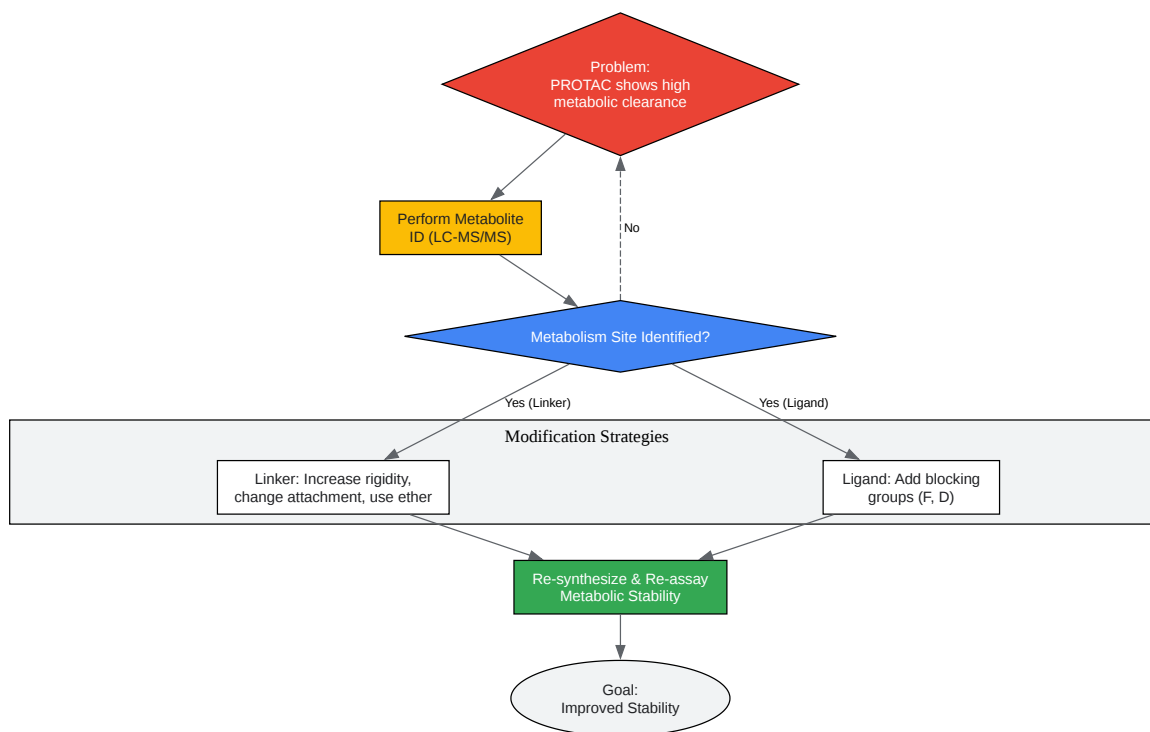 Problem:
PROTAC shows high
metabolic clearance
Perform Metabolite
ID (LC-MS/MS)
No
Metabolism Site Identified?
Yes (Linker)
Yes (Ligand)
Modification Strategies
Linker: Increase rigidity,
change attachment, use ether
Ligand: Add blocking
groups (F, D)
Re-synthesize & Re-assay
Metabolic Stability
Goal:
Improved Stability